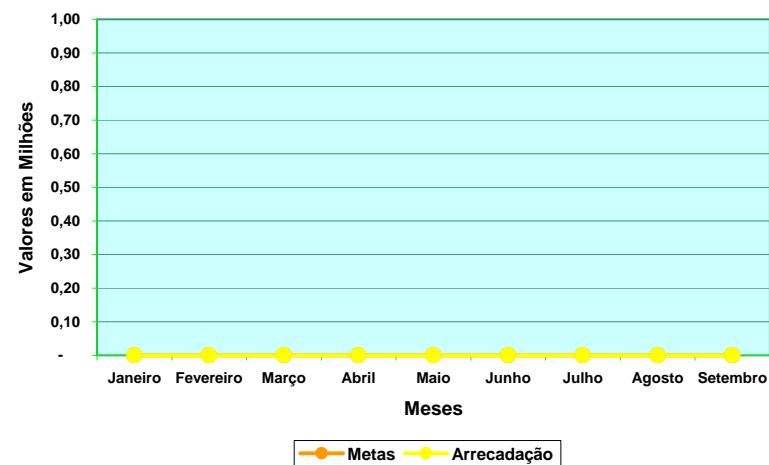 1,00
0,90
0,80
0,70
0,60
0,50
0,40
0,30
0,20
0,10
-
Valores em Milhões
Janeiro Fevereiro Março Abril Maio Junho Julho Agosto Setembro
Meses
Metas Arrecadação